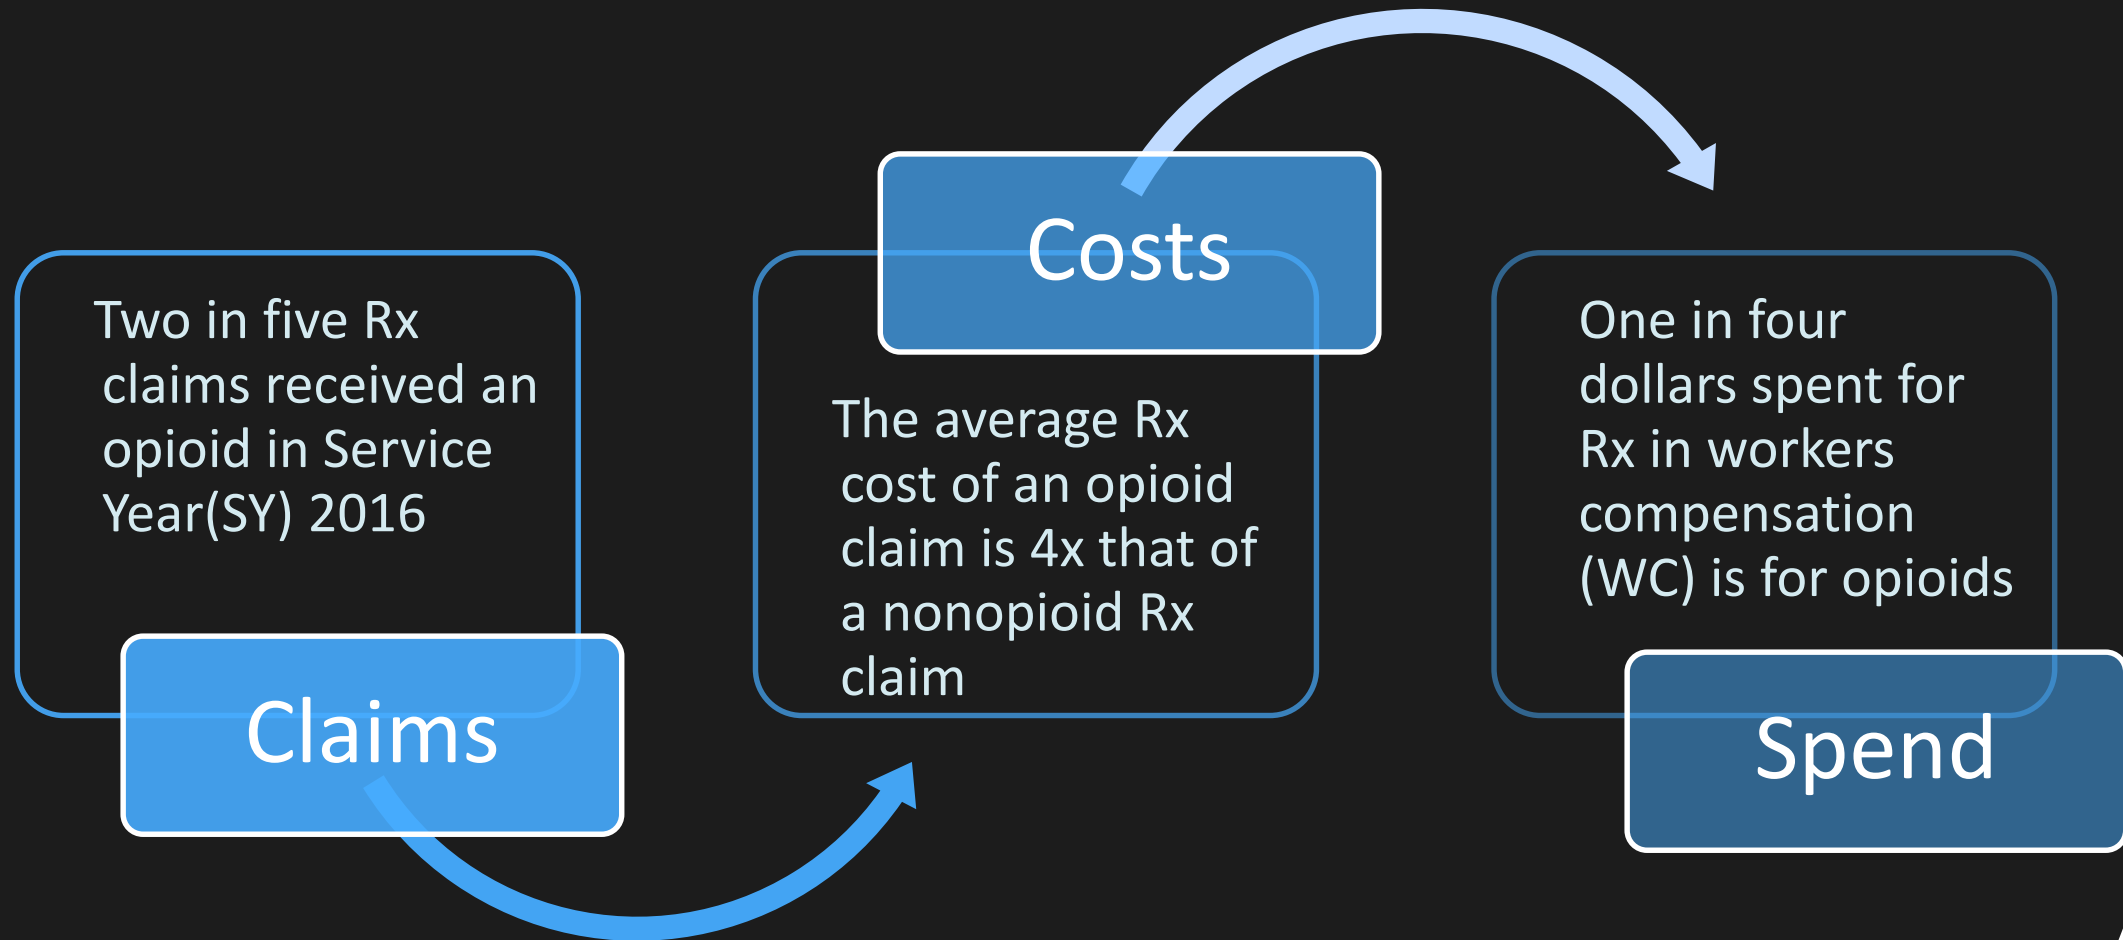 Two in five Rx
claims received an
opioid in Service
Year(SY) 2016
Claims
Costs
The average Rx
cost of an opioid
claim is 4x that of
a nonopioid Rx
claim
One in four
dollars spent for
Rx in workers
compensation
(WC) is for opioids
Spend